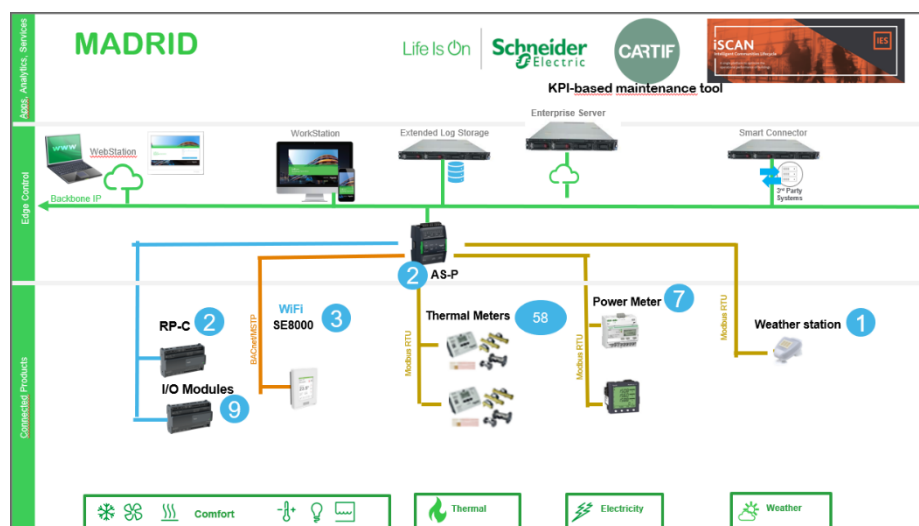 Apps, Analytics, Services
MADRID
Life Is On
Schneider
Electric
CARTIF
iSCAN
Intelligent Communities Lifecycle
IES
KPI-based maintenance tool
Edge Control
www
WebStation
WorkStation
Extended Log Storage
Enterprise Server
Smart Connector
3rd Party
Systems
Backbone IP
2 AS-P
Connected Products
RP-C 2
I/O Modules 9
BACnet/MSTP
WiFi
SE8000
3
Modbus RTU
Thermal Meters 58
Modbus RTU
Power Meter 7
Modbus RTU
Weather station 1
Comfort
Thermal
Electricity
Weather